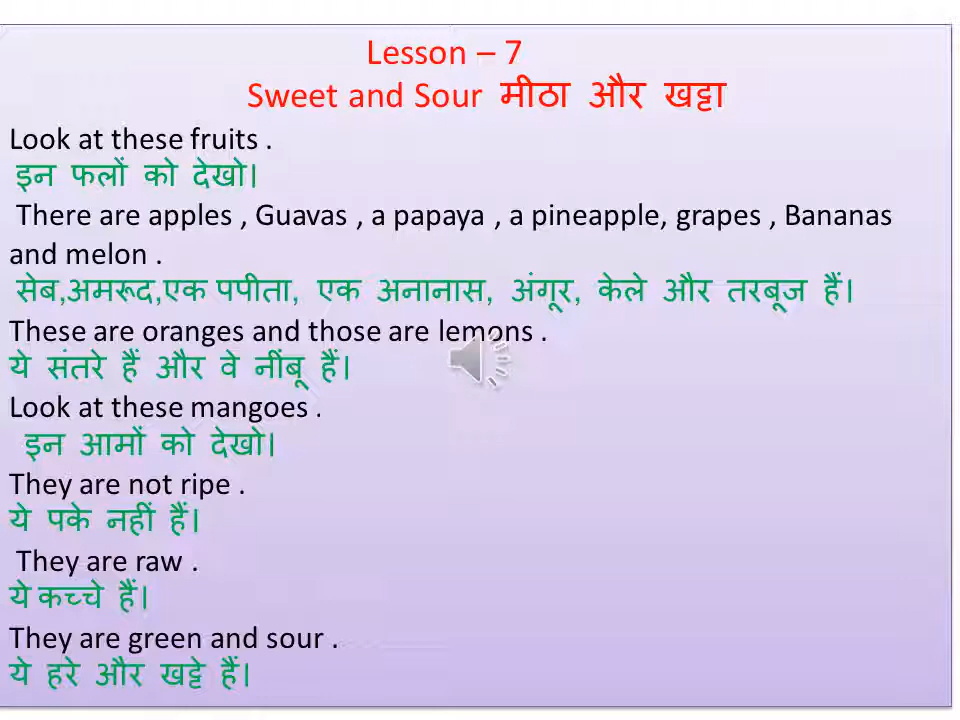 Lesson – 7
Sweet and Sour मीठा और खट्टा
Look at these fruits .
इन फलों को देखो।
There are apples , Guavas , a papaya , a pineapple, grapes , Bananas
and melon .
सेब,अमरूद,एक पपीता, एक अनानास, अंगूर, केले और तरबूज हैं।
These are oranges and those are lemons .
ये संतरे हैं और वे नींबू हैं।
Look at these mangoes .
इन आमों को देखो।
They are not ripe .
ये पके नहीं हैं।
They are raw .
ये कच्चे हैं।
They are green and sour .
ये हरे और खट्टे हैं।